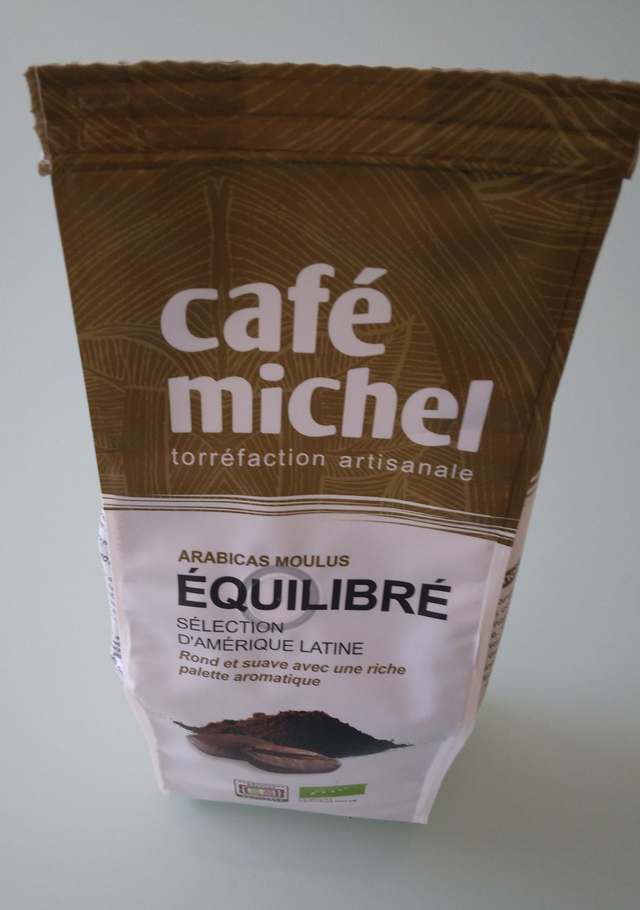 café
michel
torréfaction artisanale
ARABICAS MOULUS
ÉQUILIBRÉ
SÉLECTION
D'AMÉRIQUE LATINE
Rond et suave avec une riche
palette aromatique